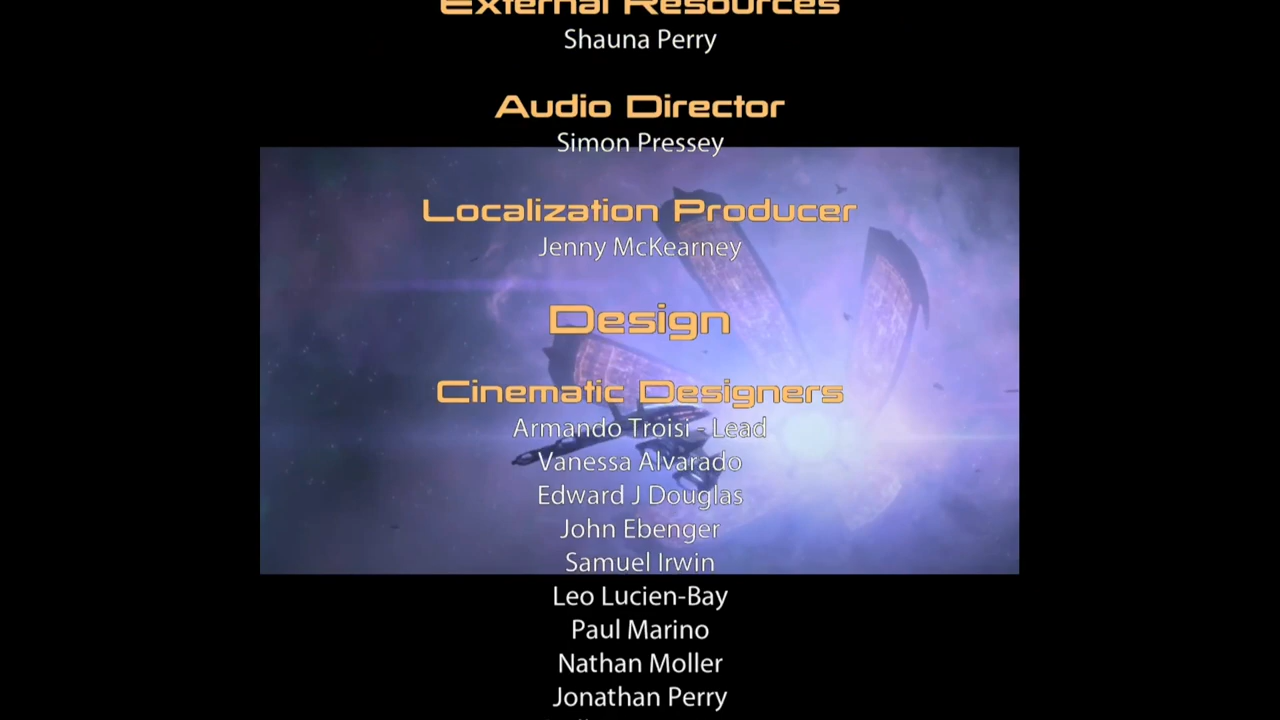 External Resources
Shauna Perry
Audio Director
Simon Pressey
Localization Producer
Jenny McKearney
Design
Cinematic Designers
Armando Troisi - Lead
Vanessa Alvarado
Edward J Douglas
John Ebenger
Samuel Irwin
Leo Lucien-Bay
Paul Marino
Nathan Moller
Jonathan Perry